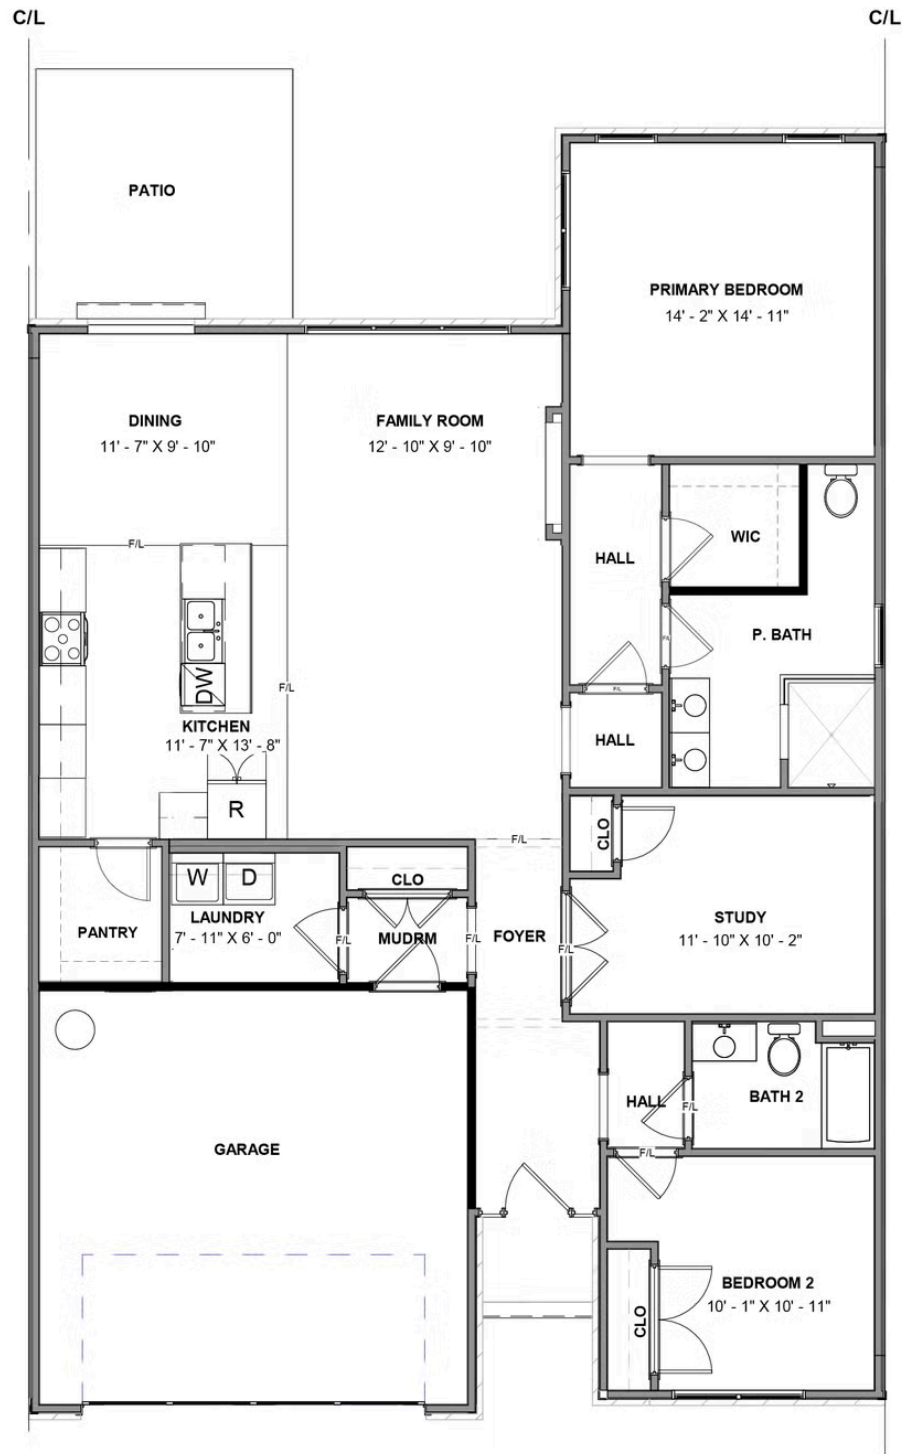 C/L
C/L
PATIO
PRIMARY BEDROOM
14' - 2" X 14' - 11"
DINING
11' - 7" X 9' - 10"
FAMILY ROOM
12' - 10" X 9' - 10"
F/L
HALL
WIC
P. BATH
F/L
DW
F/L
F/L
KITCHEN
11' - 7" X 13' - 8"
HALL
R
F/L
CLO
W
D
CLO
LAUNDRY
7' - 11" X 6' - 0"
PANTRY
F/L
MUDRM
F/L
FOYER
F/L
STUDY
11' - 10" X 10' - 2"
HALL
F/L
BATH 2
F/L
GARAGE
BEDROOM 2
10' - 1" X 10' - 11"
CLO